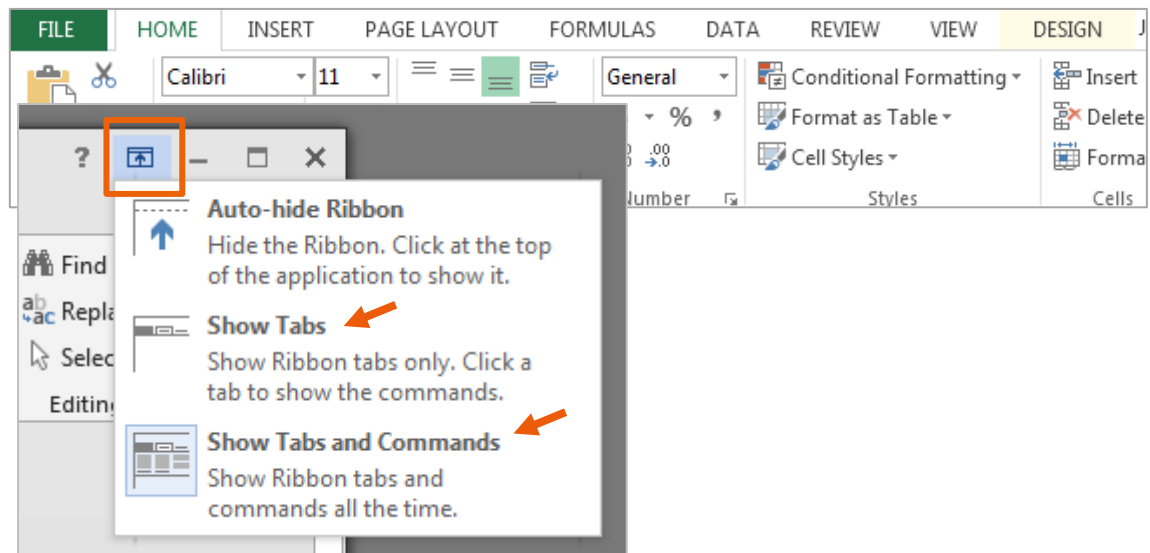 FILE HOME INSERT PAGE LAYOUT FORMULAS DATA REVIEW VIEW DESIGN
Calibri 11 General Conditional Formatting Insert
% Format as Table Delete
.00 Cell Styles
Styles Cells
?
Auto-hide Ribbon
Hide the Ribbon. Click at the top
of the application to show it.
Find
Show Tabs
Show Ribbon tabs only. Click a
tab to show the commands.
Show Tabs and Commands
Show Ribbon tabs and
commands all the time.